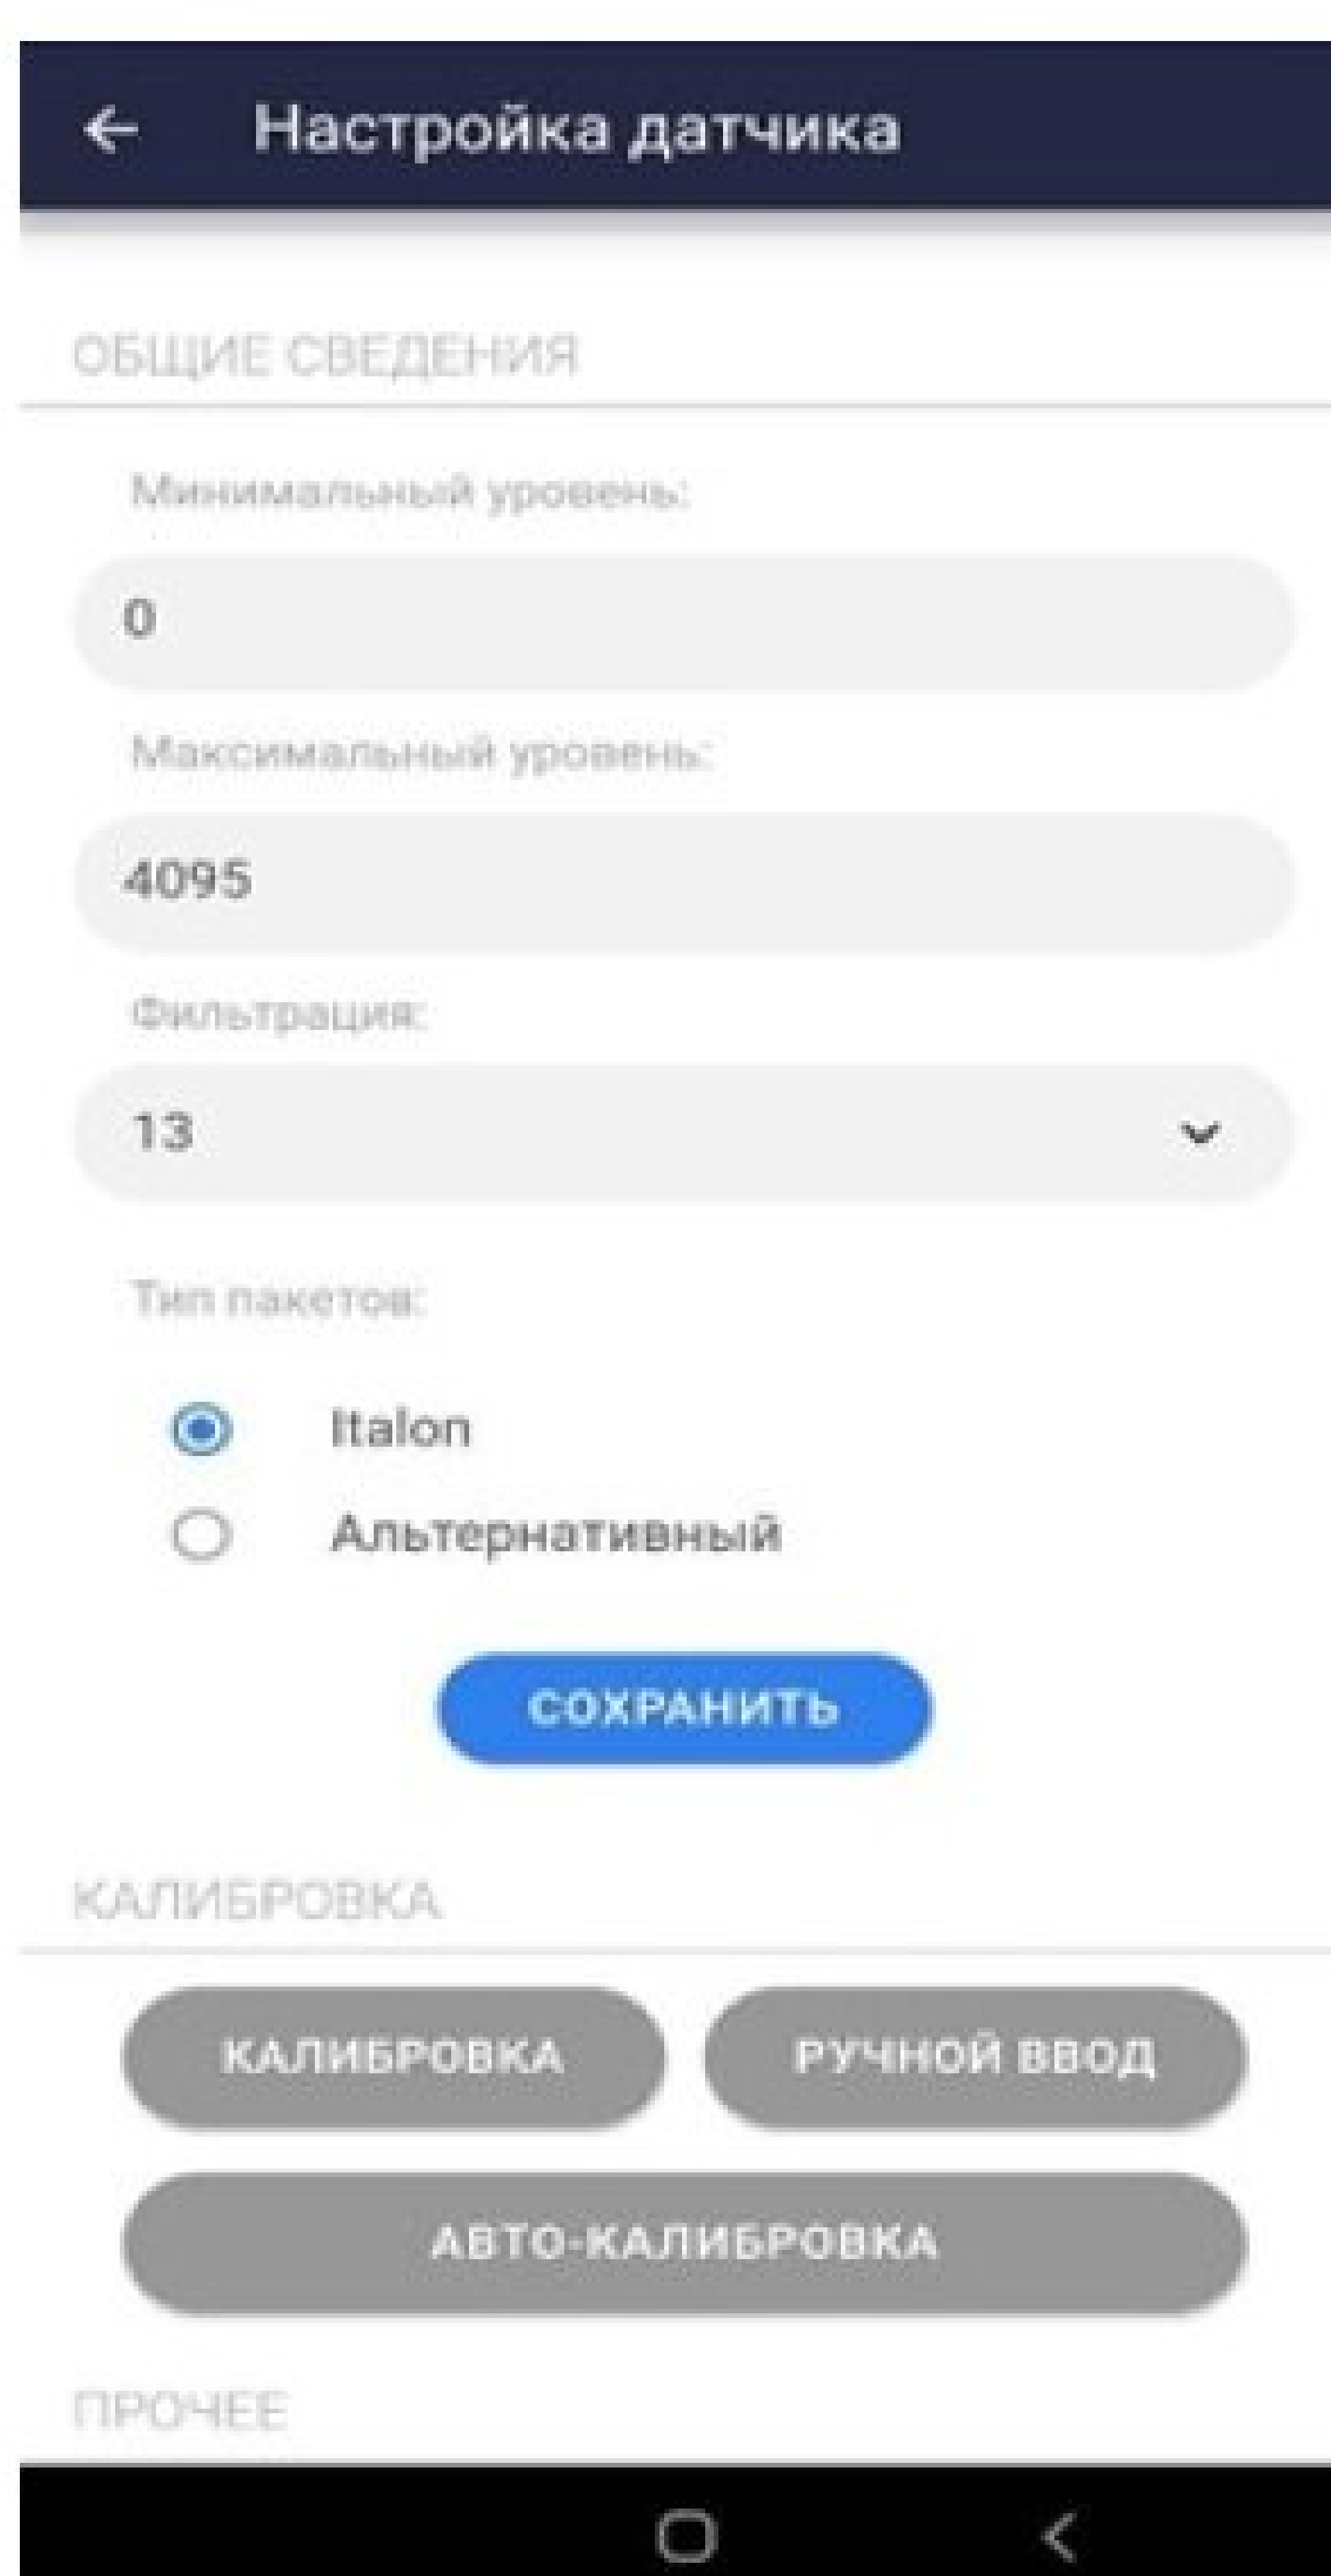 Настройка датчика
ОБЩИЕ СВЕДЕНИЯ
Минимальный уровень:
0
Максимальный уровень:
4095
Фильтрация:
13
Тип пакетов:
Italon
Альтернативный
СОХРАНИТЬ
КАЛИБРОВКА
КАЛИБРОВКА РУЧНОЙ ВВОД
АВТО-КАЛИБРОВКА
ПРОЧЕЕ